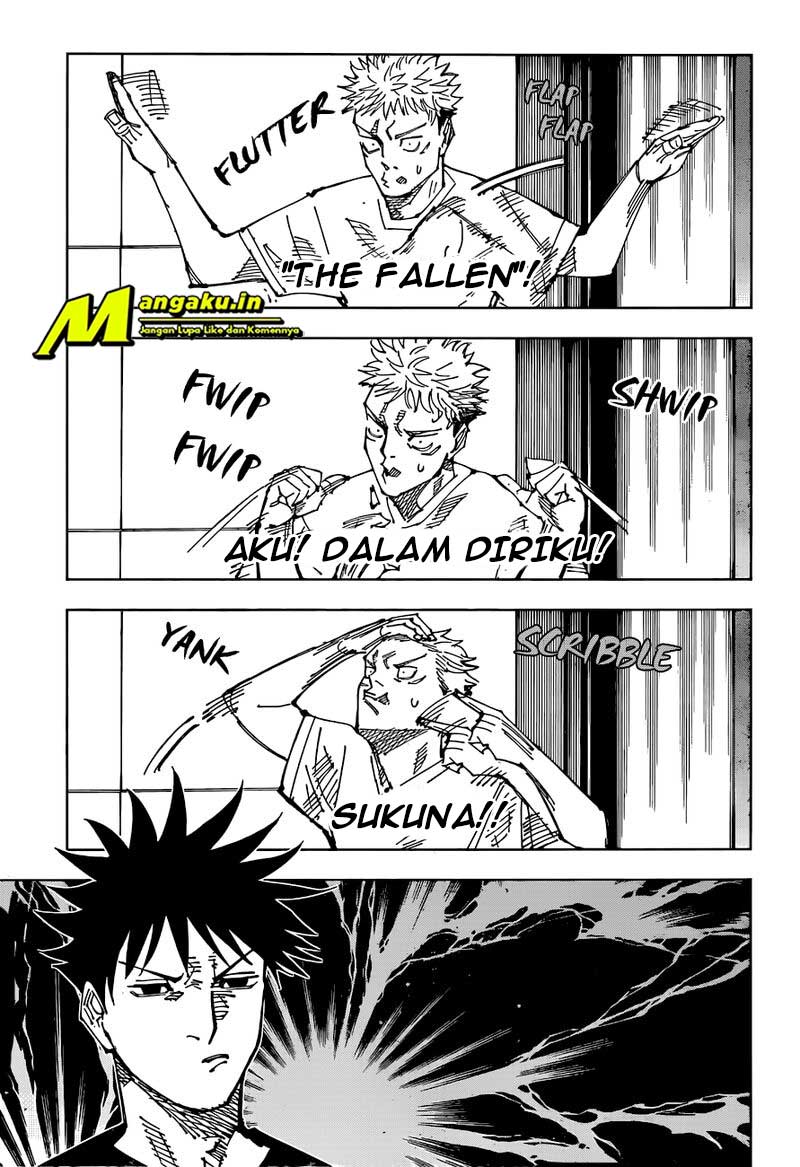 FLUTTER
FLAP
FLAP
"THE FALLEN"!
Mangaku.in
Jangan Lupa Like dan Komennya
FWIP
FWIP
SHWIP
AKU! DALAM DIRIKU!
YANK
SCRIBBLE
SUKUNA!!